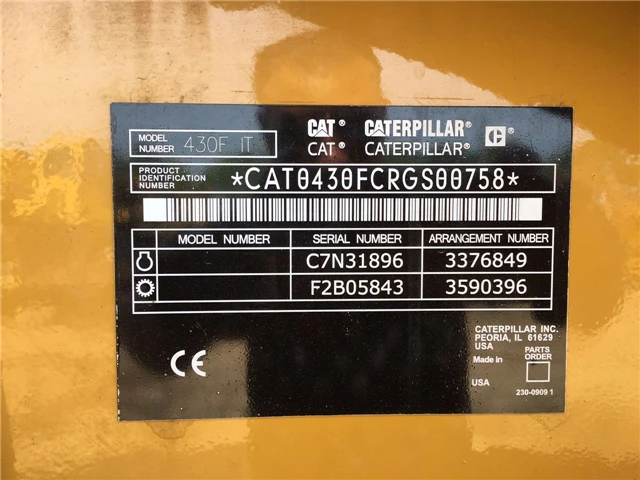 MODEL NUMBER 430F IT
CAT® CATERPILLAR® C®
CAT® CATERPILLAR®
PRODUCT IDENTIFICATION NUMBER *CAT0430FCRGS00758*
MODEL NUMBER SERIAL NUMBER ARRANGEMENT NUMBER
C7N31896 3376849
F2B05843 3590396
CATERPILLAR INC.
PEORIA, IL 61629
USA
Made in PARTS ORDER
USA
230-0909 1
CE